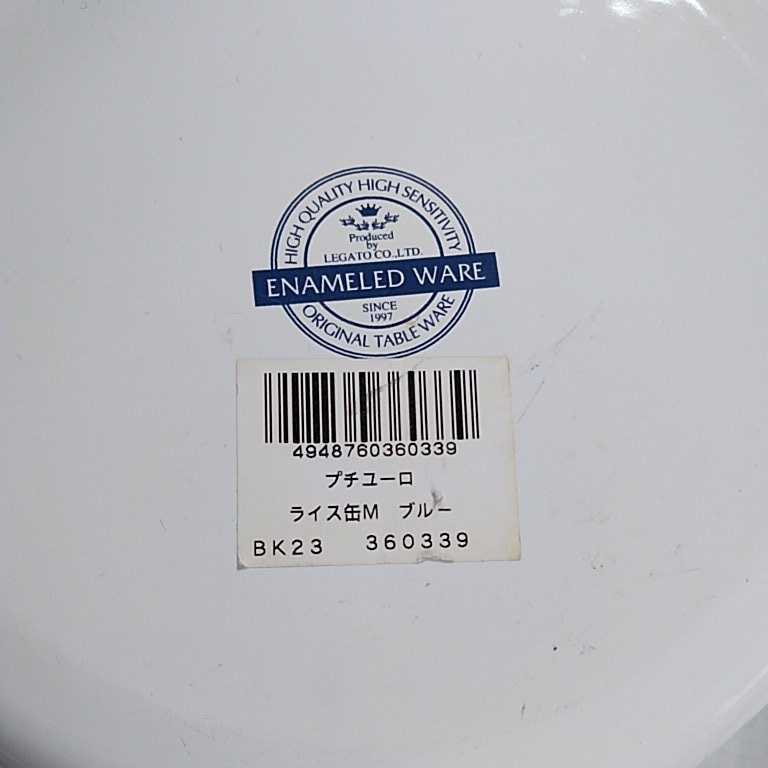 HIGH QUALITY HIGH SENSITIVITY
Produced
by
LEGATO CO.,LTD.
ENAMELED WARE
SINCE
1997
ORIGINAL TABLE WARE
4948760360339
プチユーロ
ライス缶M ブルー
BK23 360339